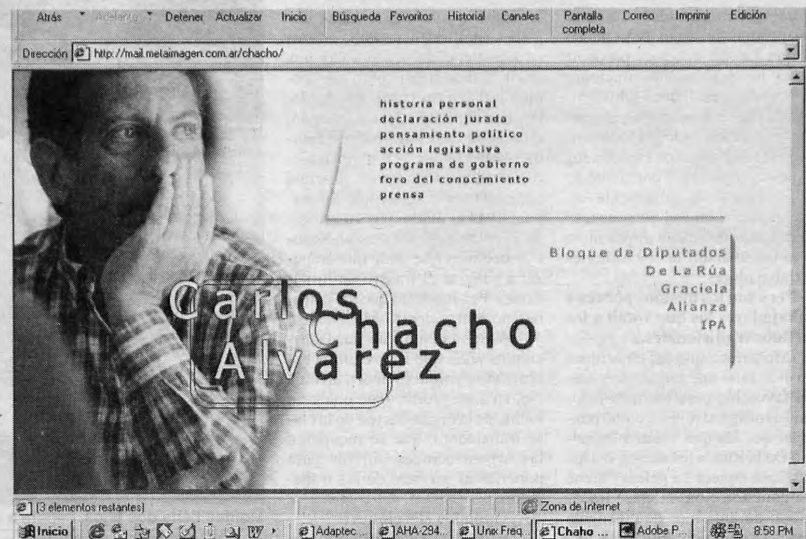 Atrás Adelante Detener Actualizar Inicio Búsqueda Favoritos Historial Canales Pantalla completa Correo Imprimir Edición
Dirección http://mail.metaimagen.com.ar/chacho/
historia personal
declaración jurada
pensamiento político
acción legislativa
programa de gobierno
foro del conocimiento
prensa
Bloque de Diputados
De La Rúa
Graciela
Alianza
IPA
Carlos
Chacho
Alvarez
(3 elementos restantes) Zona de Internet
Inicio Adaptec ... AHA-294... Unix Freq... Chaho ... Adobe P... 8:58 PM